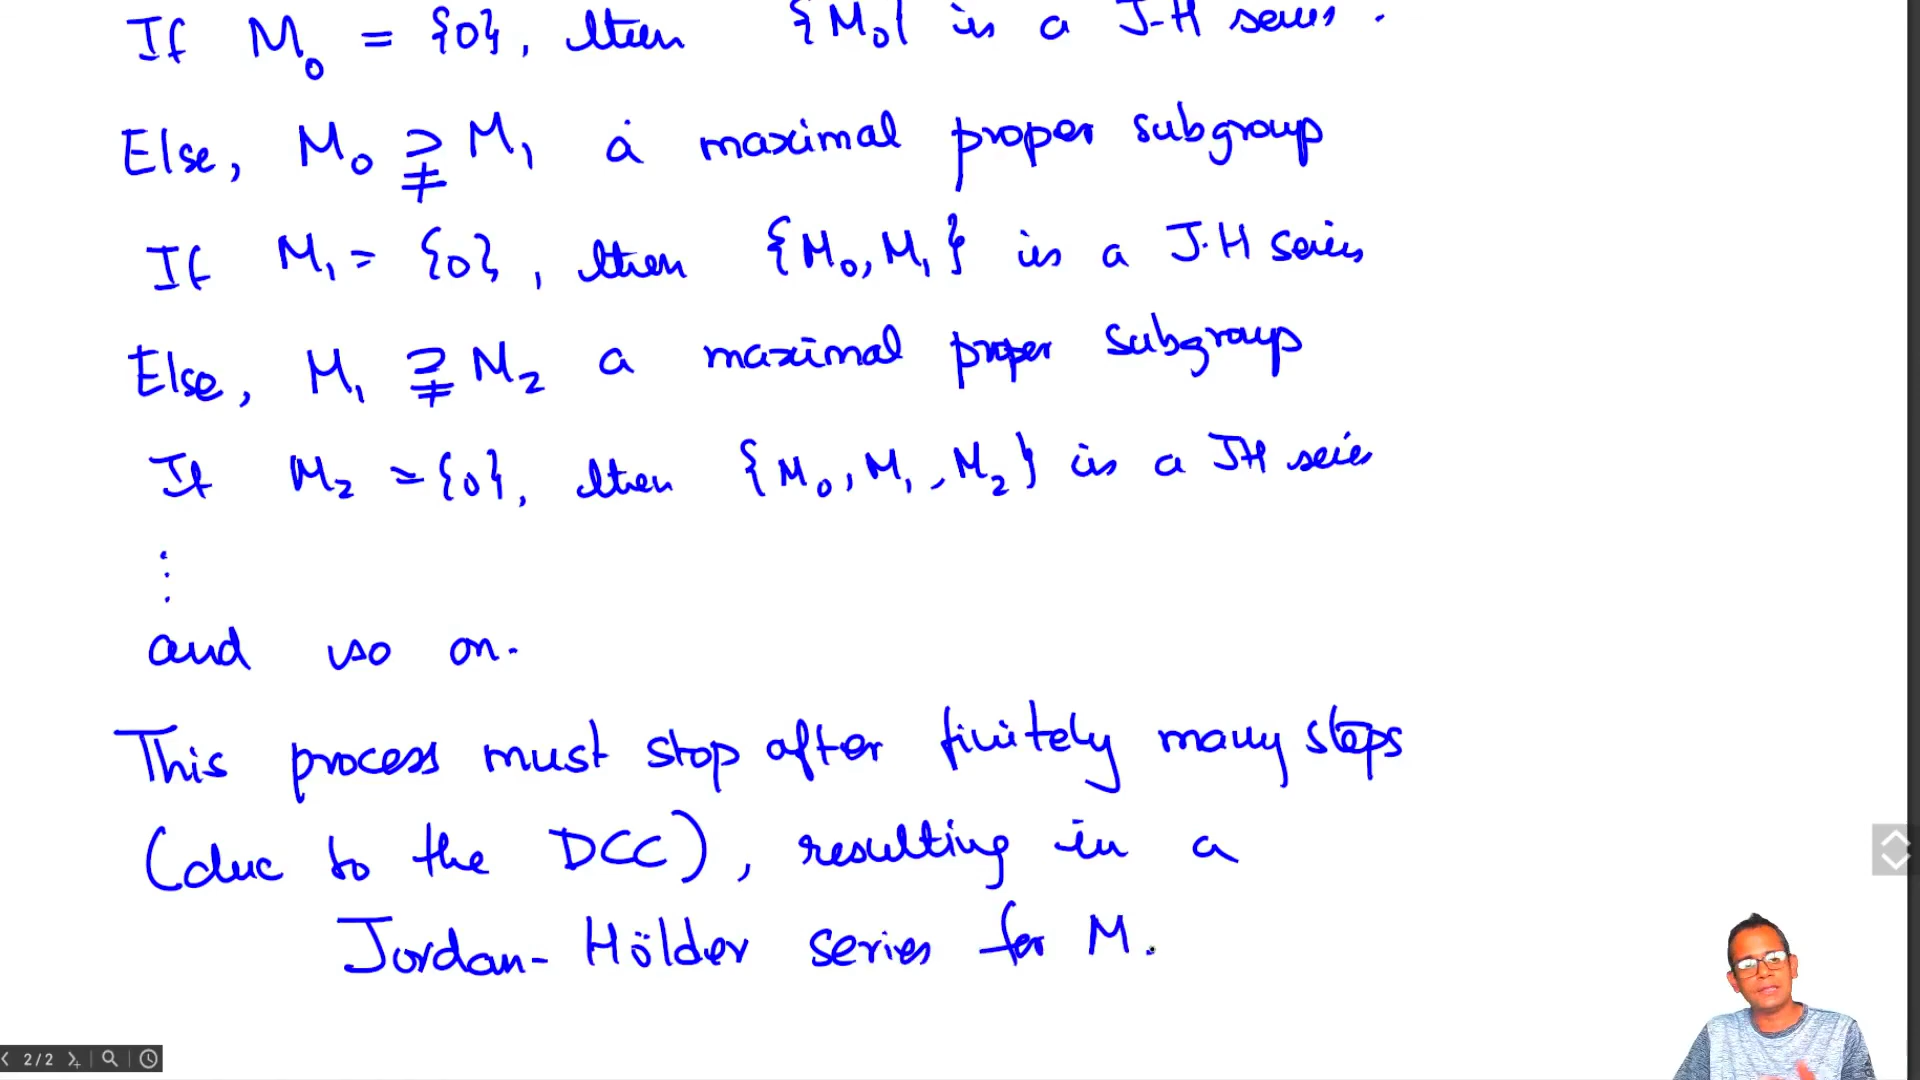 If M₀ = {0}, then {M₀} is a J-H series.
Else, M₀ ⊋ M₁ a maximal proper subgroup
If M₁ = {0}, then {M₀, M₁} is a J-H series
Else, M₁ ⊋ M₂ a maximal proper subgroup
If M₂ = {0}, then {M₀, M₁, M₂} is a JH series
⋮
and so on.
This process must stop after finitely many steps
(due to the DCC), resulting in a
Jordan-Hölder series for M.
2/2